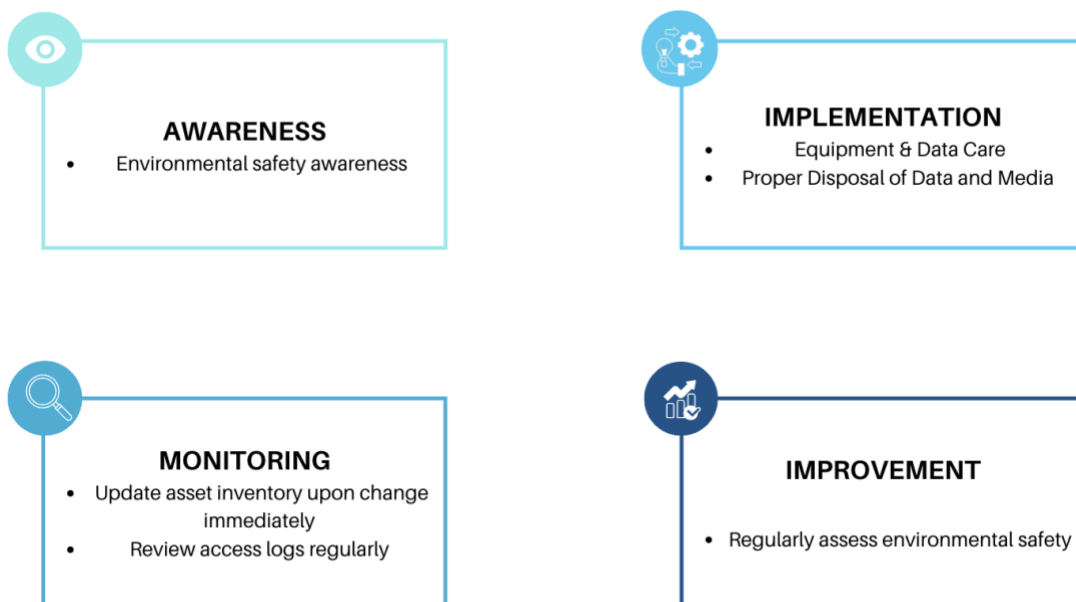 AWARENESS
• Environmental safety awareness
IMPLEMENTATION
• Equipment & Data Care
• Proper Disposal of Data and Media
MONITORING
• Update asset inventory upon change
immediately
• Review access logs regularly
IMPROVEMENT
• Regularly assess environmental safety